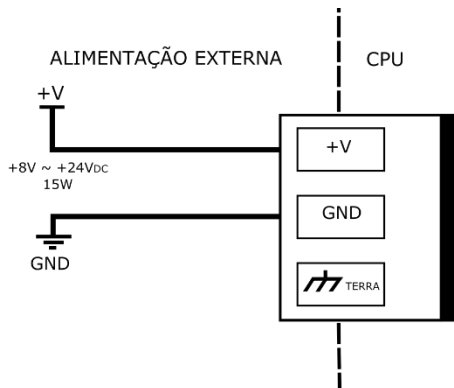 ALIMENTAÇÃO EXTERNA
CPU
+V
+8V ~ +24VDC
15W
GND
+V
GND
TERRA